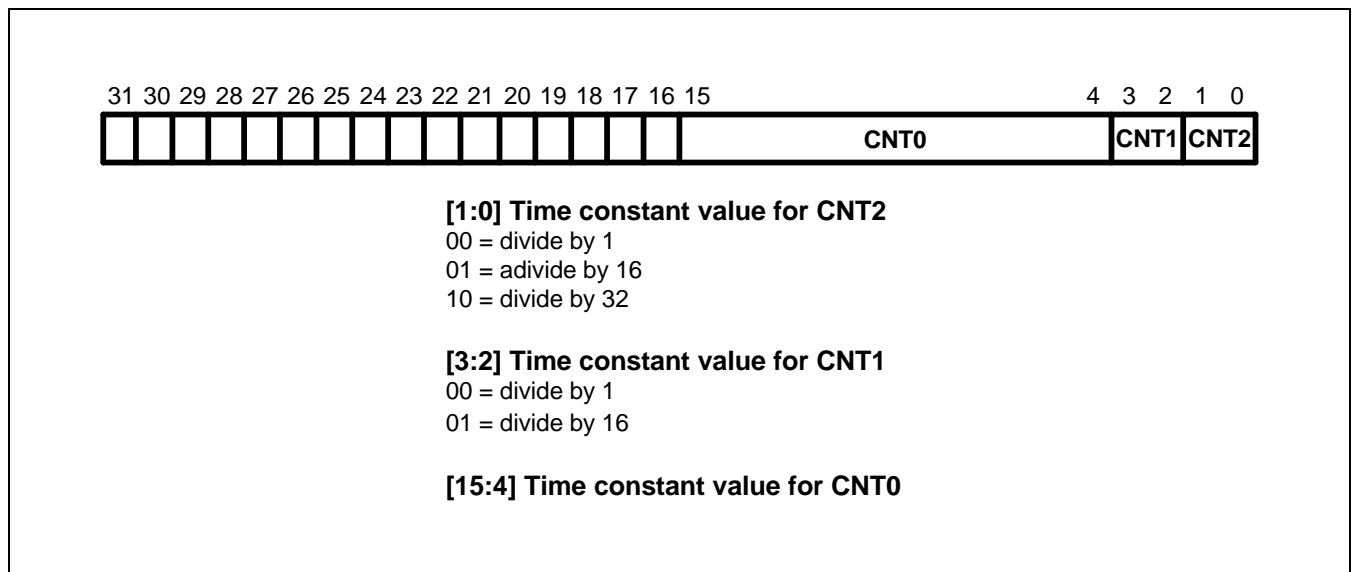 31 30 29 28 27 26 25 24 23 22 21 20 19 18 17 16 15 4 3 2 1 0
CNT0 CNT1 CNT2
[1:0] Time constant value for CNT2
00 = divide by 1
01 = adivide by 16
10 = divide by 32
[3:2] Time constant value for CNT1
00 = divide by 1
01 = divide by 16
[15:4] Time constant value for CNT0